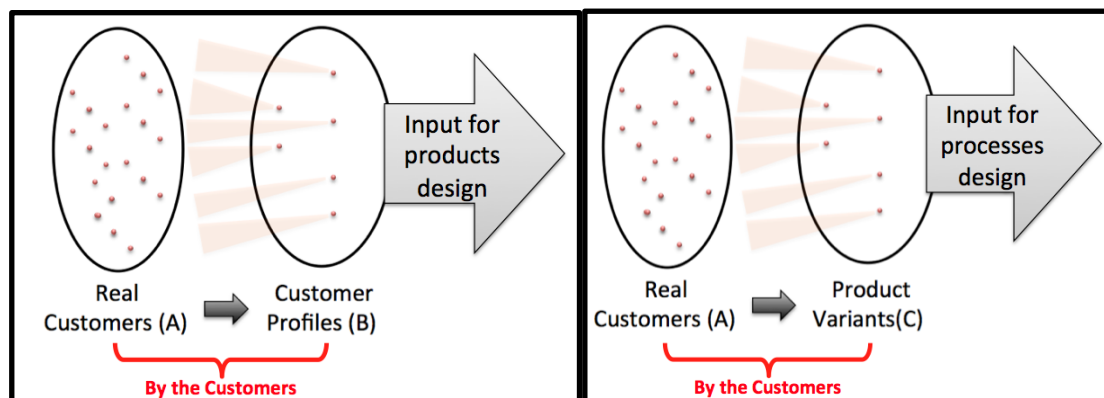 Input for
products
design
Real
Customers (A)
Customer
Profiles (B)
By the Customers
Input for
processes
design
Real
Customers (A)
Product
Variants(C)
By the Customers